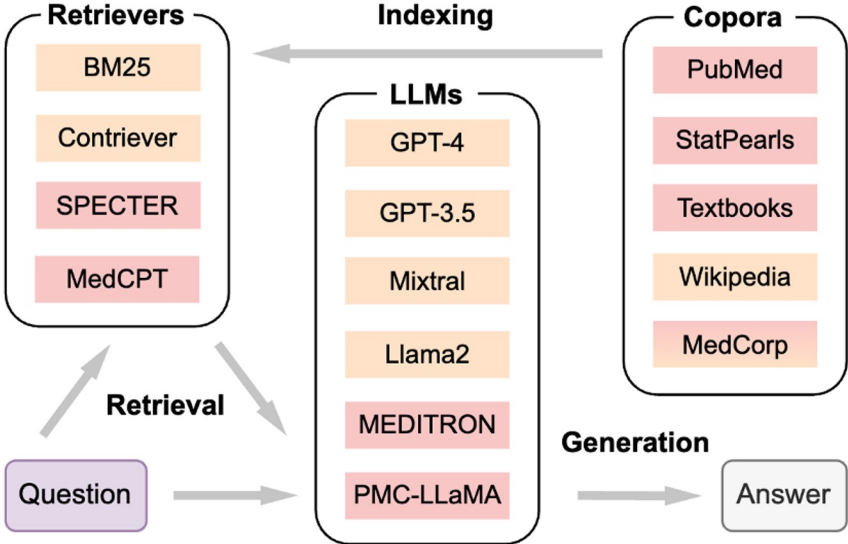 Retrievers
BM25
Contriever
SPECTER
MedCPT
Indexing
LLMs
GPT-4
GPT-3.5
Mixtral
Llama2
MEDITRON
PMC-LLaMA
Copora
PubMed
StatPearls
Textbooks
Wikipedia
MedCorp
Retrieval
Question
Generation
Answer